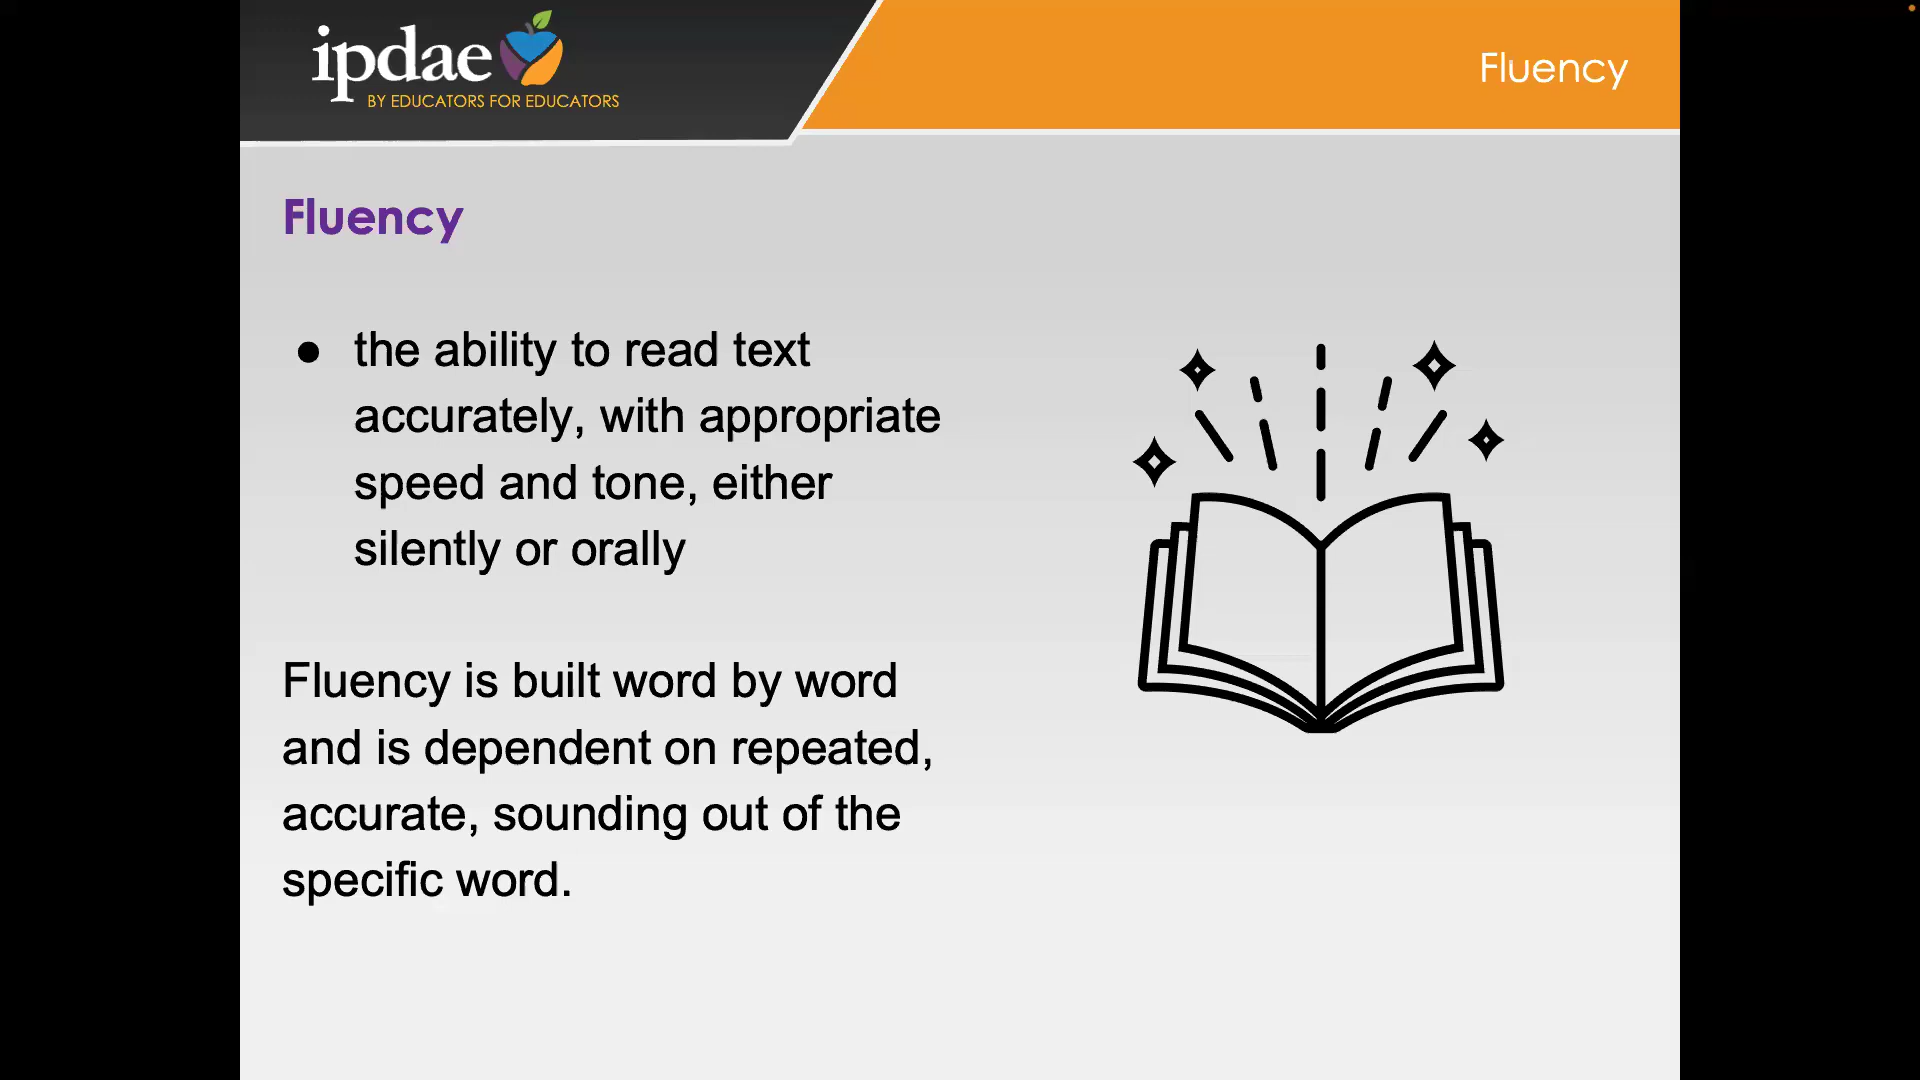 ipdae
BY EDUCATORS FOR EDUCATORS
Fluency
Fluency
● the ability to read text
accurately, with appropriate
speed and tone, either
silently or orally
Fluency is built word by word
and is dependent on repeated,
accurate, sounding out of the
specific word.